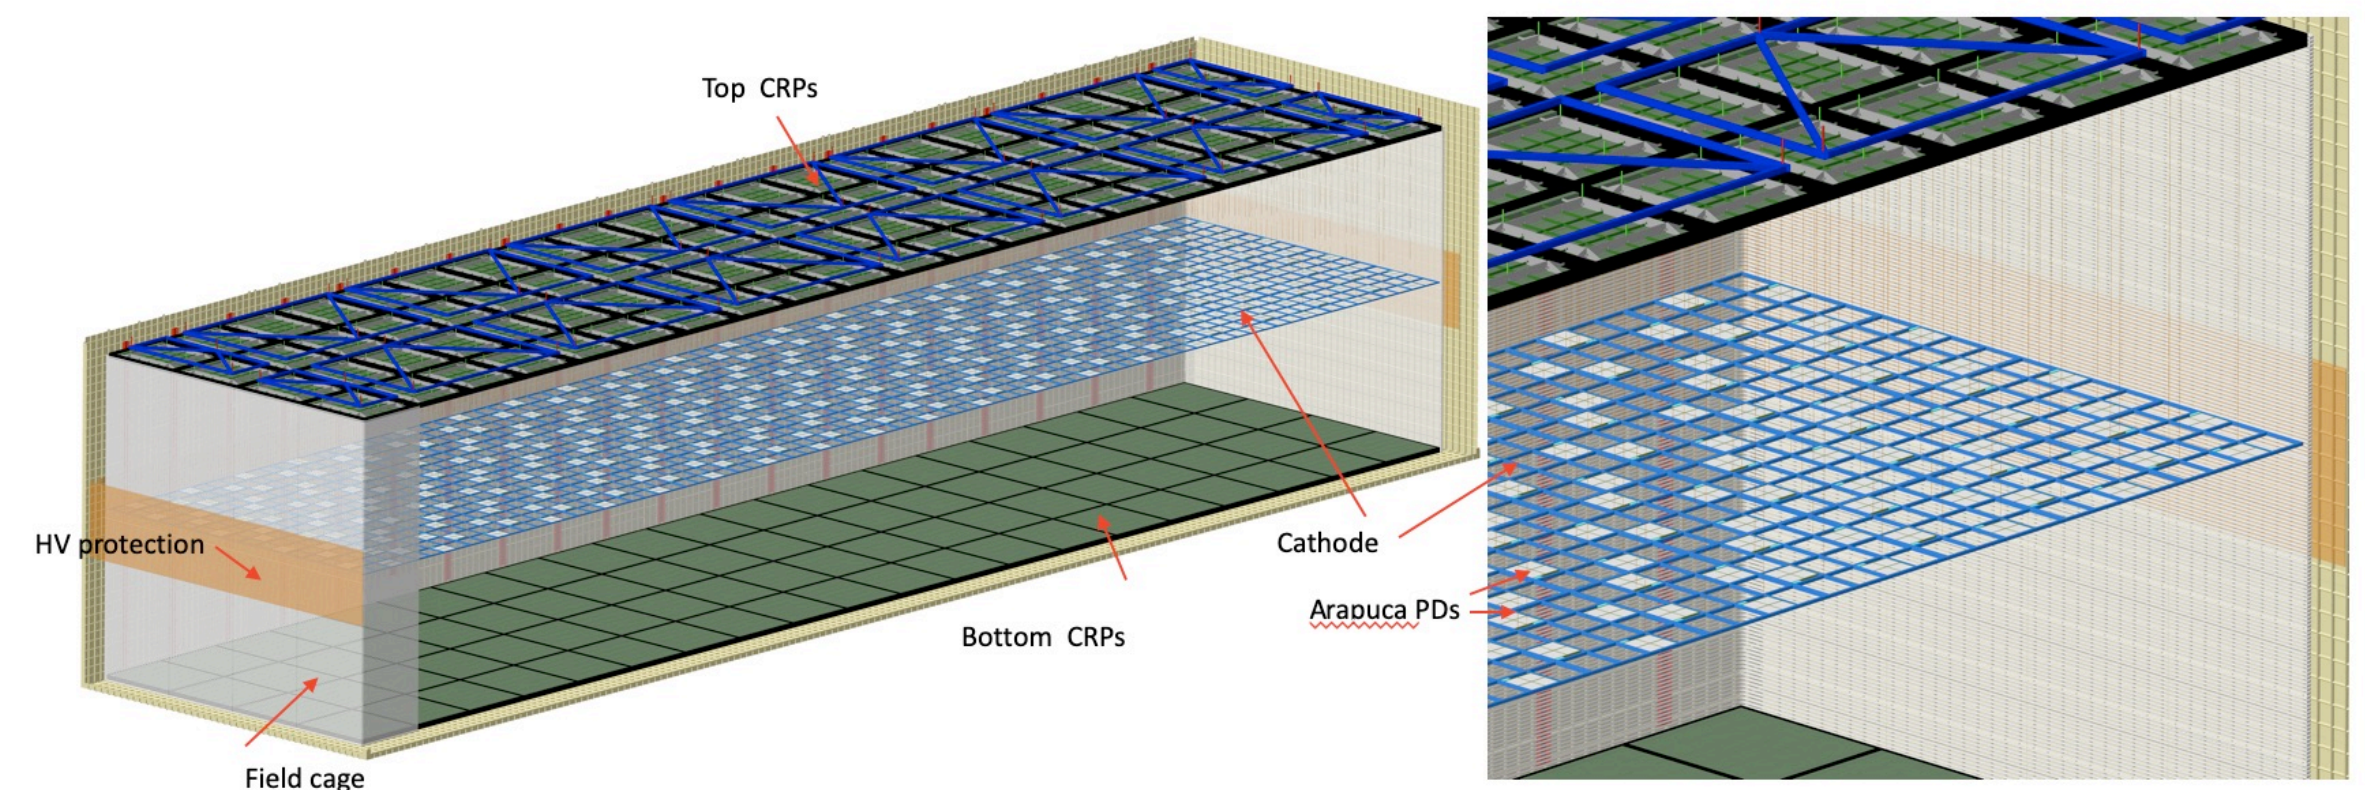 Top CRPs
HV protection
Cathode
Arapuca PDs
Bottom CRPs
Field cage